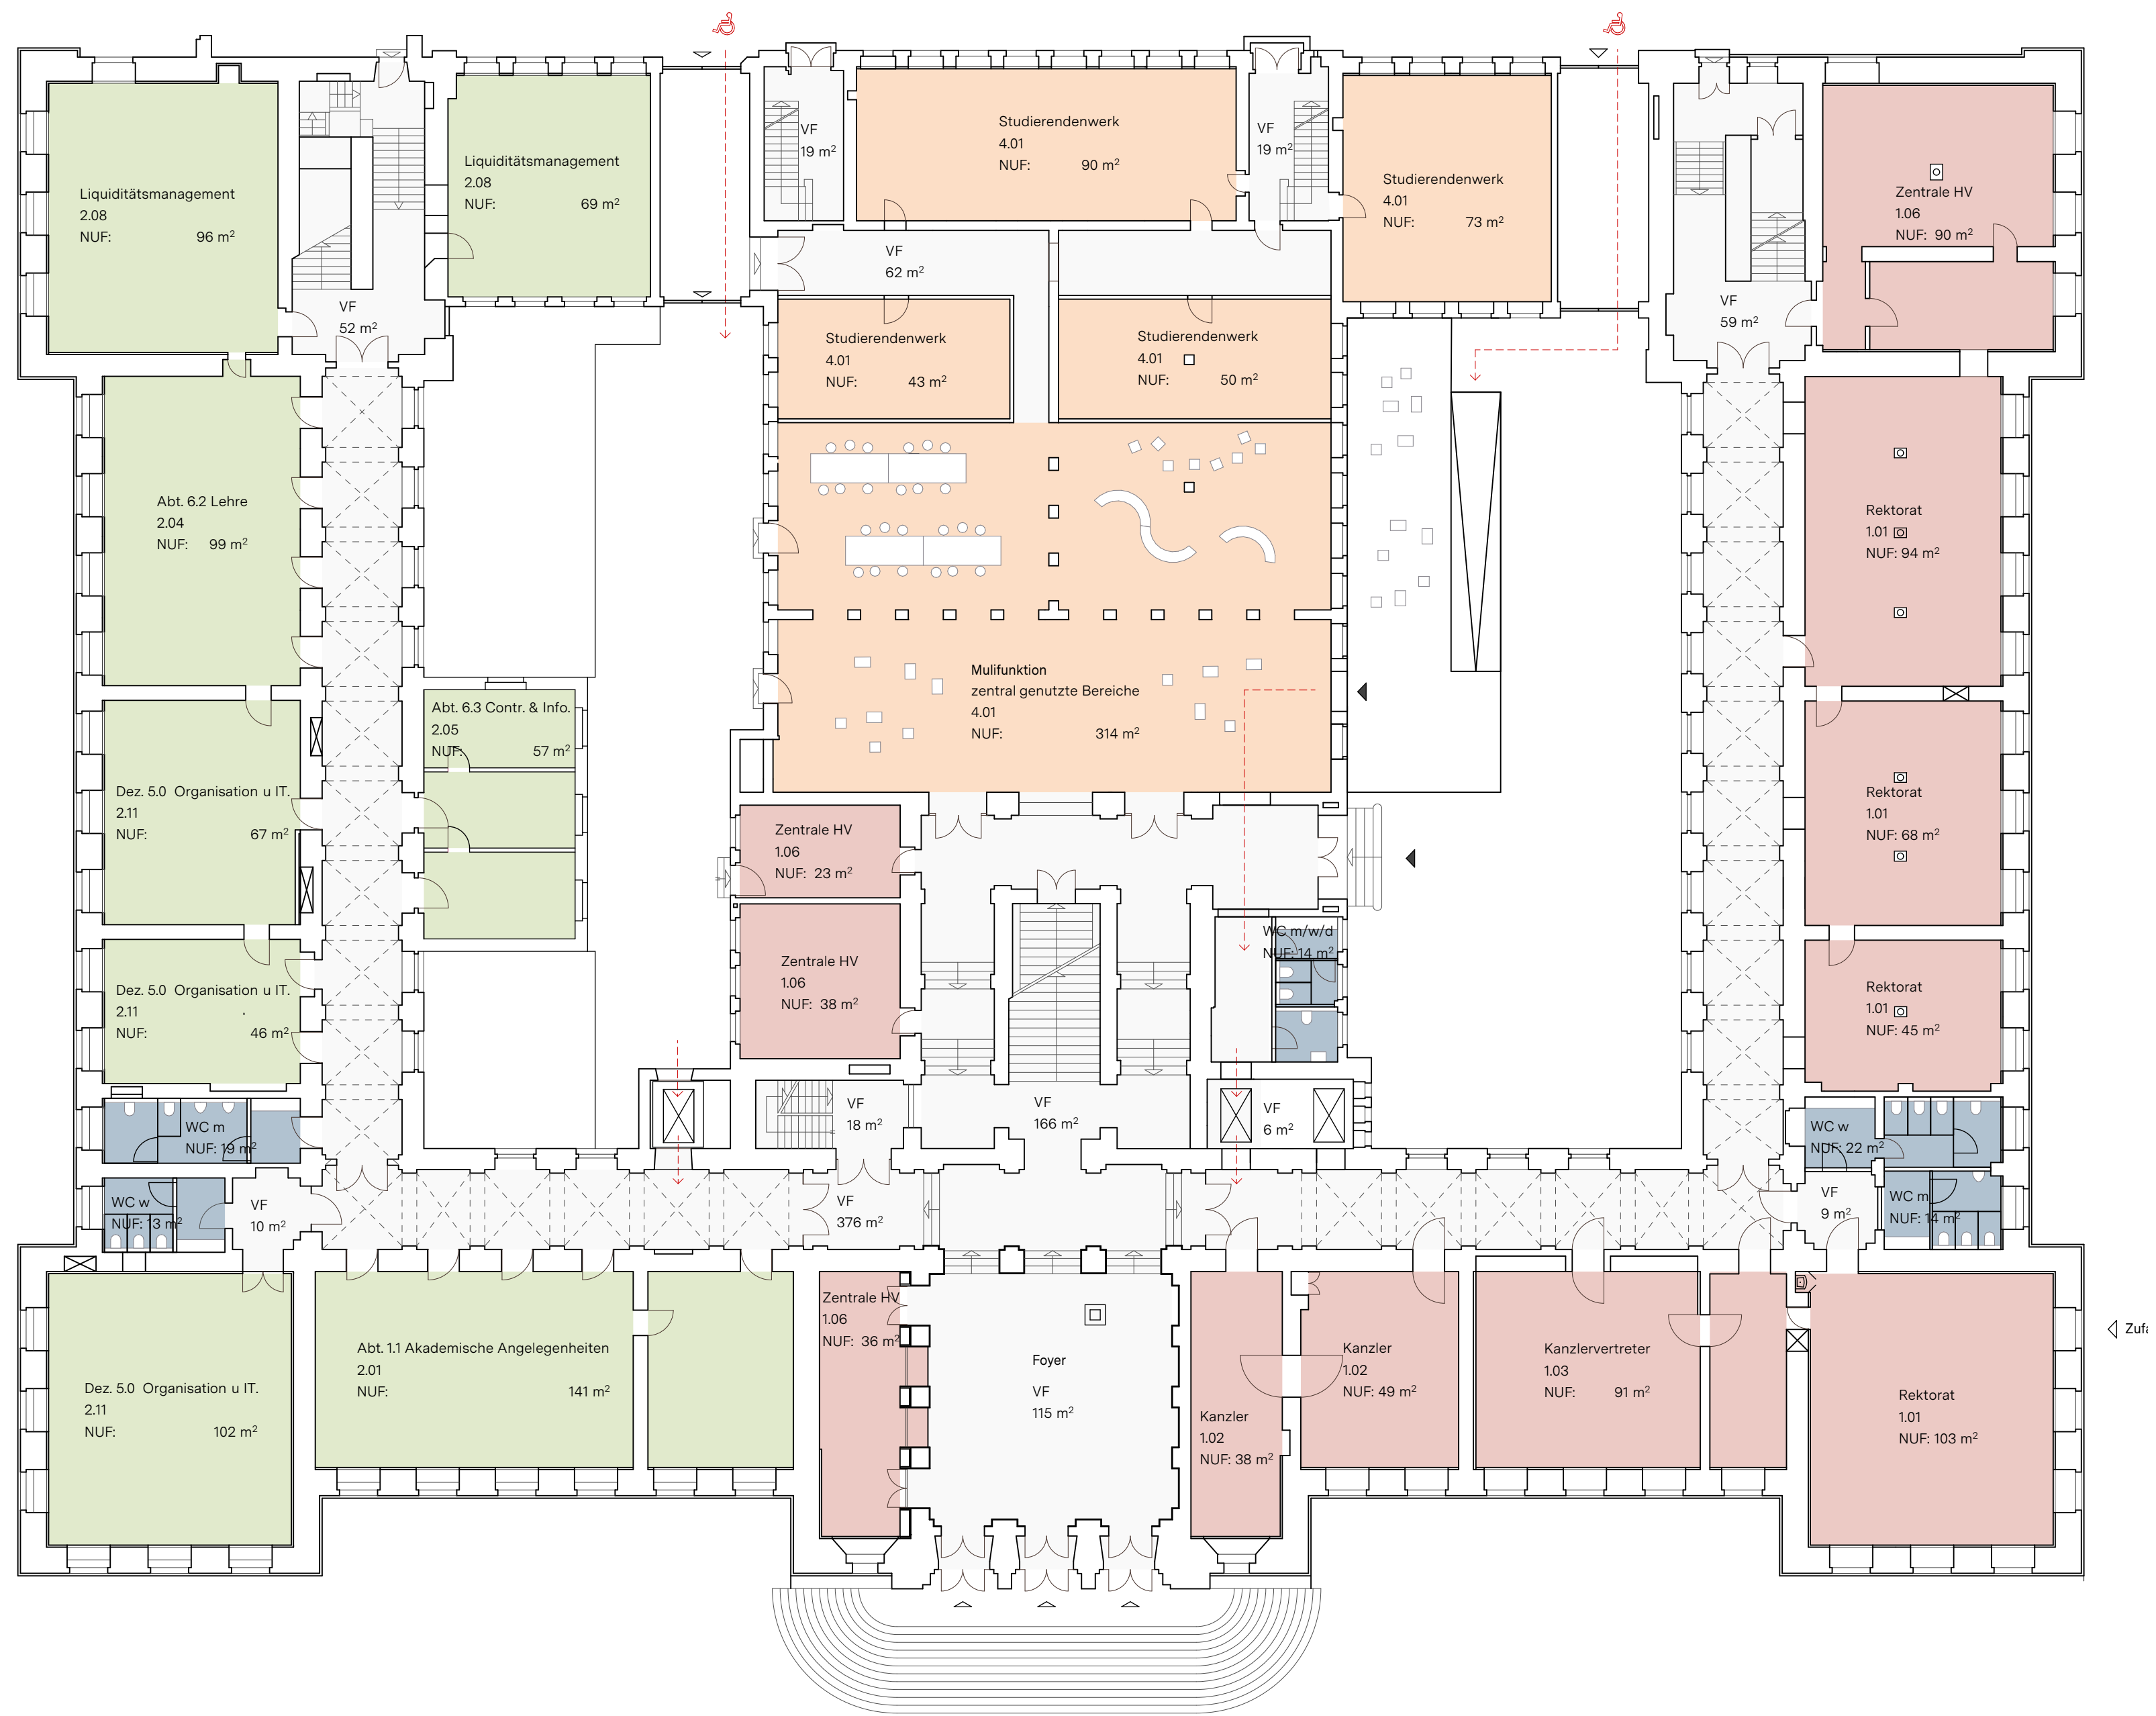 Liquiditätsmanagement
2.08
NUF: 96 m²
VF
52 m²
Liquiditätsmanagement
2.08
NUF: 69 m²
VF
19 m²
Studierendenwerk
4.01
NUF: 90 m²
VF
19 m²
Studierendenwerk
4.01
NUF: 73 m²
Zentrale HV
1.06
NUF: 90 m²
VF
59 m²
VF
62 m²
Studierendenwerk
4.01
NUF: 43 m²
Studierendenwerk
4.01
NUF: 50 m²
Abt. 6.2 Lehre
2.04
NUF: 99 m²
Rektorat
1.01
NUF: 94 m²
Mulifunktion
zentral genutzte Bereiche
4.01
NUF: 314 m²
Abt. 6.3 Contr. & Info.
2.05
NUF: 57 m²
Dez. 5.0 Organisation u IT.
2.11
NUF: 67 m²
Rektorat
1.01
NUF: 68 m²
Zentrale HV
1.06
NUF: 23 m²
Zentrale HV
1.06
NUF: 38 m²
WC m/w/d
NUF: 14 m²
Dez. 5.0 Organisation u IT.
2.11
NUF: 46 m²
Rektorat
1.01
NUF: 45 m²
WC m
NUF: 19 m²
VF
18 m²
VF
166 m²
VF
6 m²
WC w
NUF: 22 m²
WC w
NUF: 13 m²
VF
10 m²
VF
376 m²
VF
9 m²
WC m
NUF: 14 m²
Dez. 5.0 Organisation u IT.
2.11
NUF: 102 m²
Abt. 1.1 Akademische Angelegenheiten
2.01
NUF: 141 m²
Zentrale HV
1.06
NUF: 36 m²
Foyer
VF
115 m²
Kanzler
1.02
NUF: 38 m²
Kanzler
1.02
NUF: 49 m²
Kanzlervertreter
1.03
NUF: 91 m²
Rektorat
1.01
NUF: 103 m²